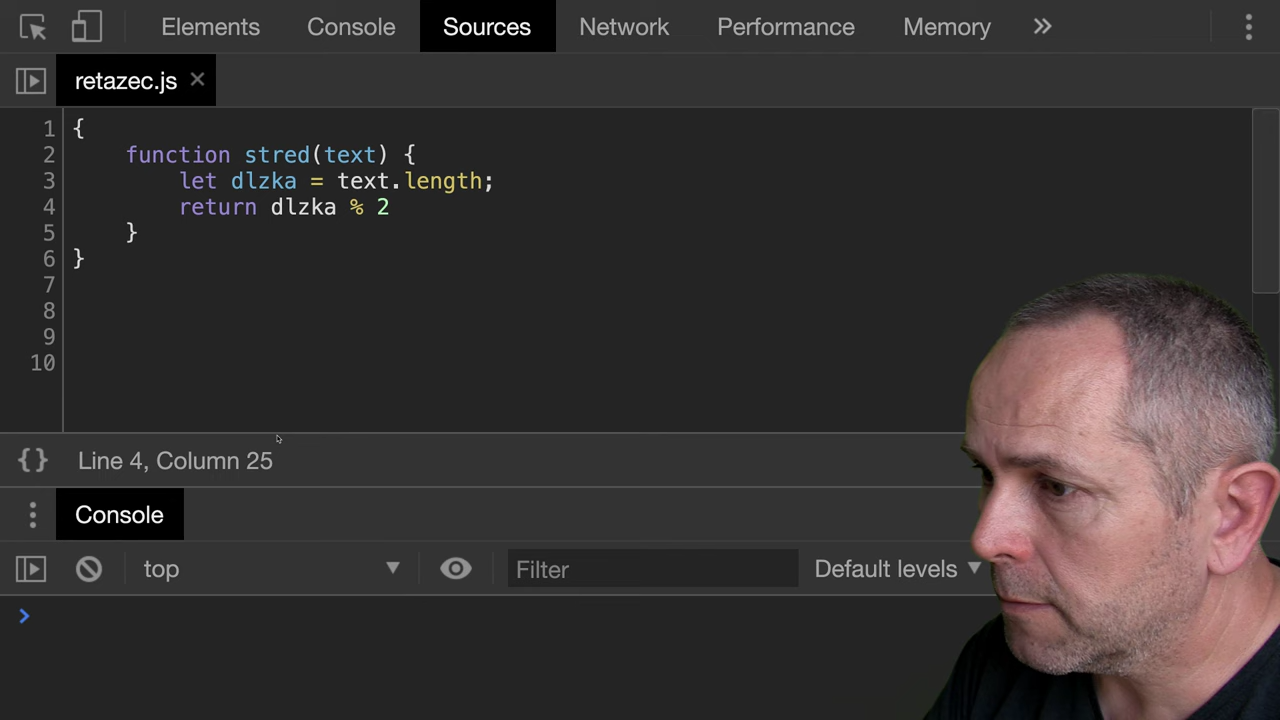 Elements Console Sources Network Performance Memory
retazec.js
1 {
2 function stred(text) {
3 let dlzka = text.length;
4 return dlzka % 2
5 }
6 }
7
8
9
10
{} Line 4, Column 25
Console
top Filter Default levels